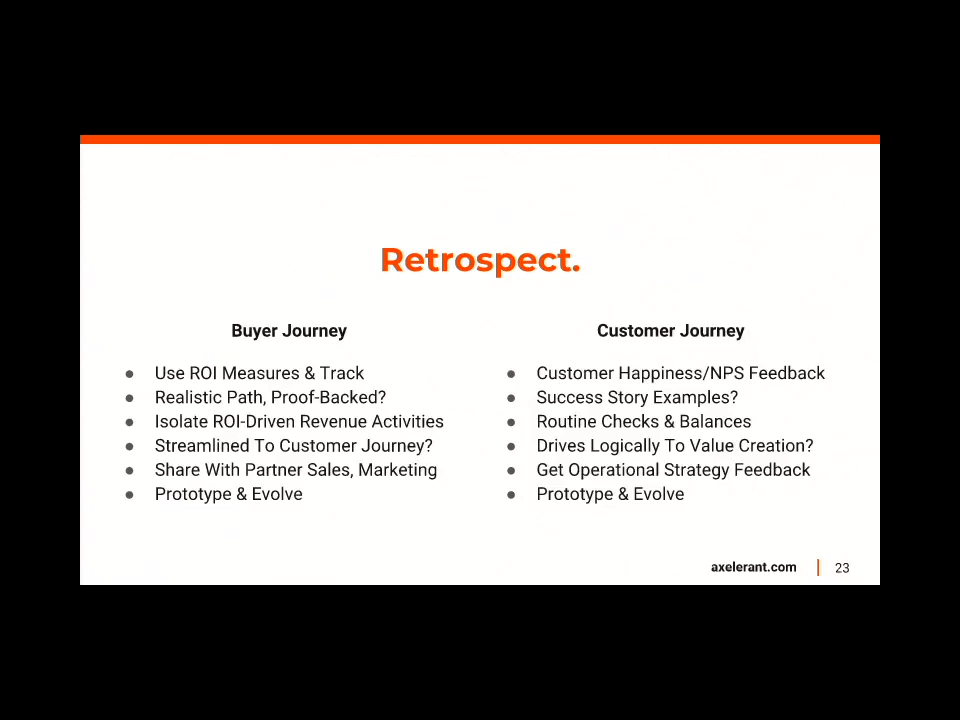 Retrospect.
Buyer Journey
● Use ROI Measures & Track
● Realistic Path, Proof-Backed?
● Isolate ROI-Driven Revenue Activities
● Streamlined To Customer Journey?
● Share With Partner Sales, Marketing
● Prototype & Evolve
Customer Journey
● Customer Happiness/NPS Feedback
● Success Story Examples?
● Routine Checks & Balances
● Drives Logically To Value Creation?
● Get Operational Strategy Feedback
● Prototype & Evolve
axelerant.com | 23